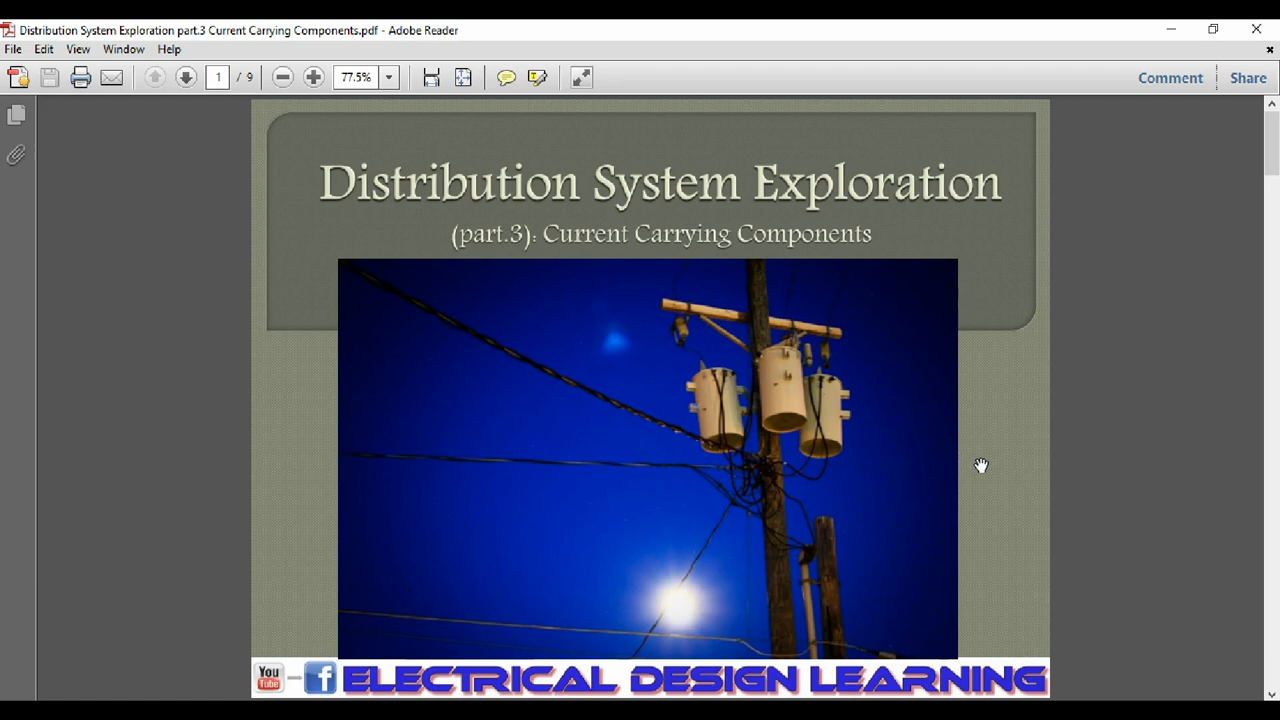 Distribution System Exploration part.3 Current Carrying Components.pdf - Adobe Reader
File Edit View Window Help
1 / 9 77.5% Comment Share
Distribution System Exploration
(part.3): Current Carrying Components
You
Tube
f ELECTRICAL DESIGN LEARNING